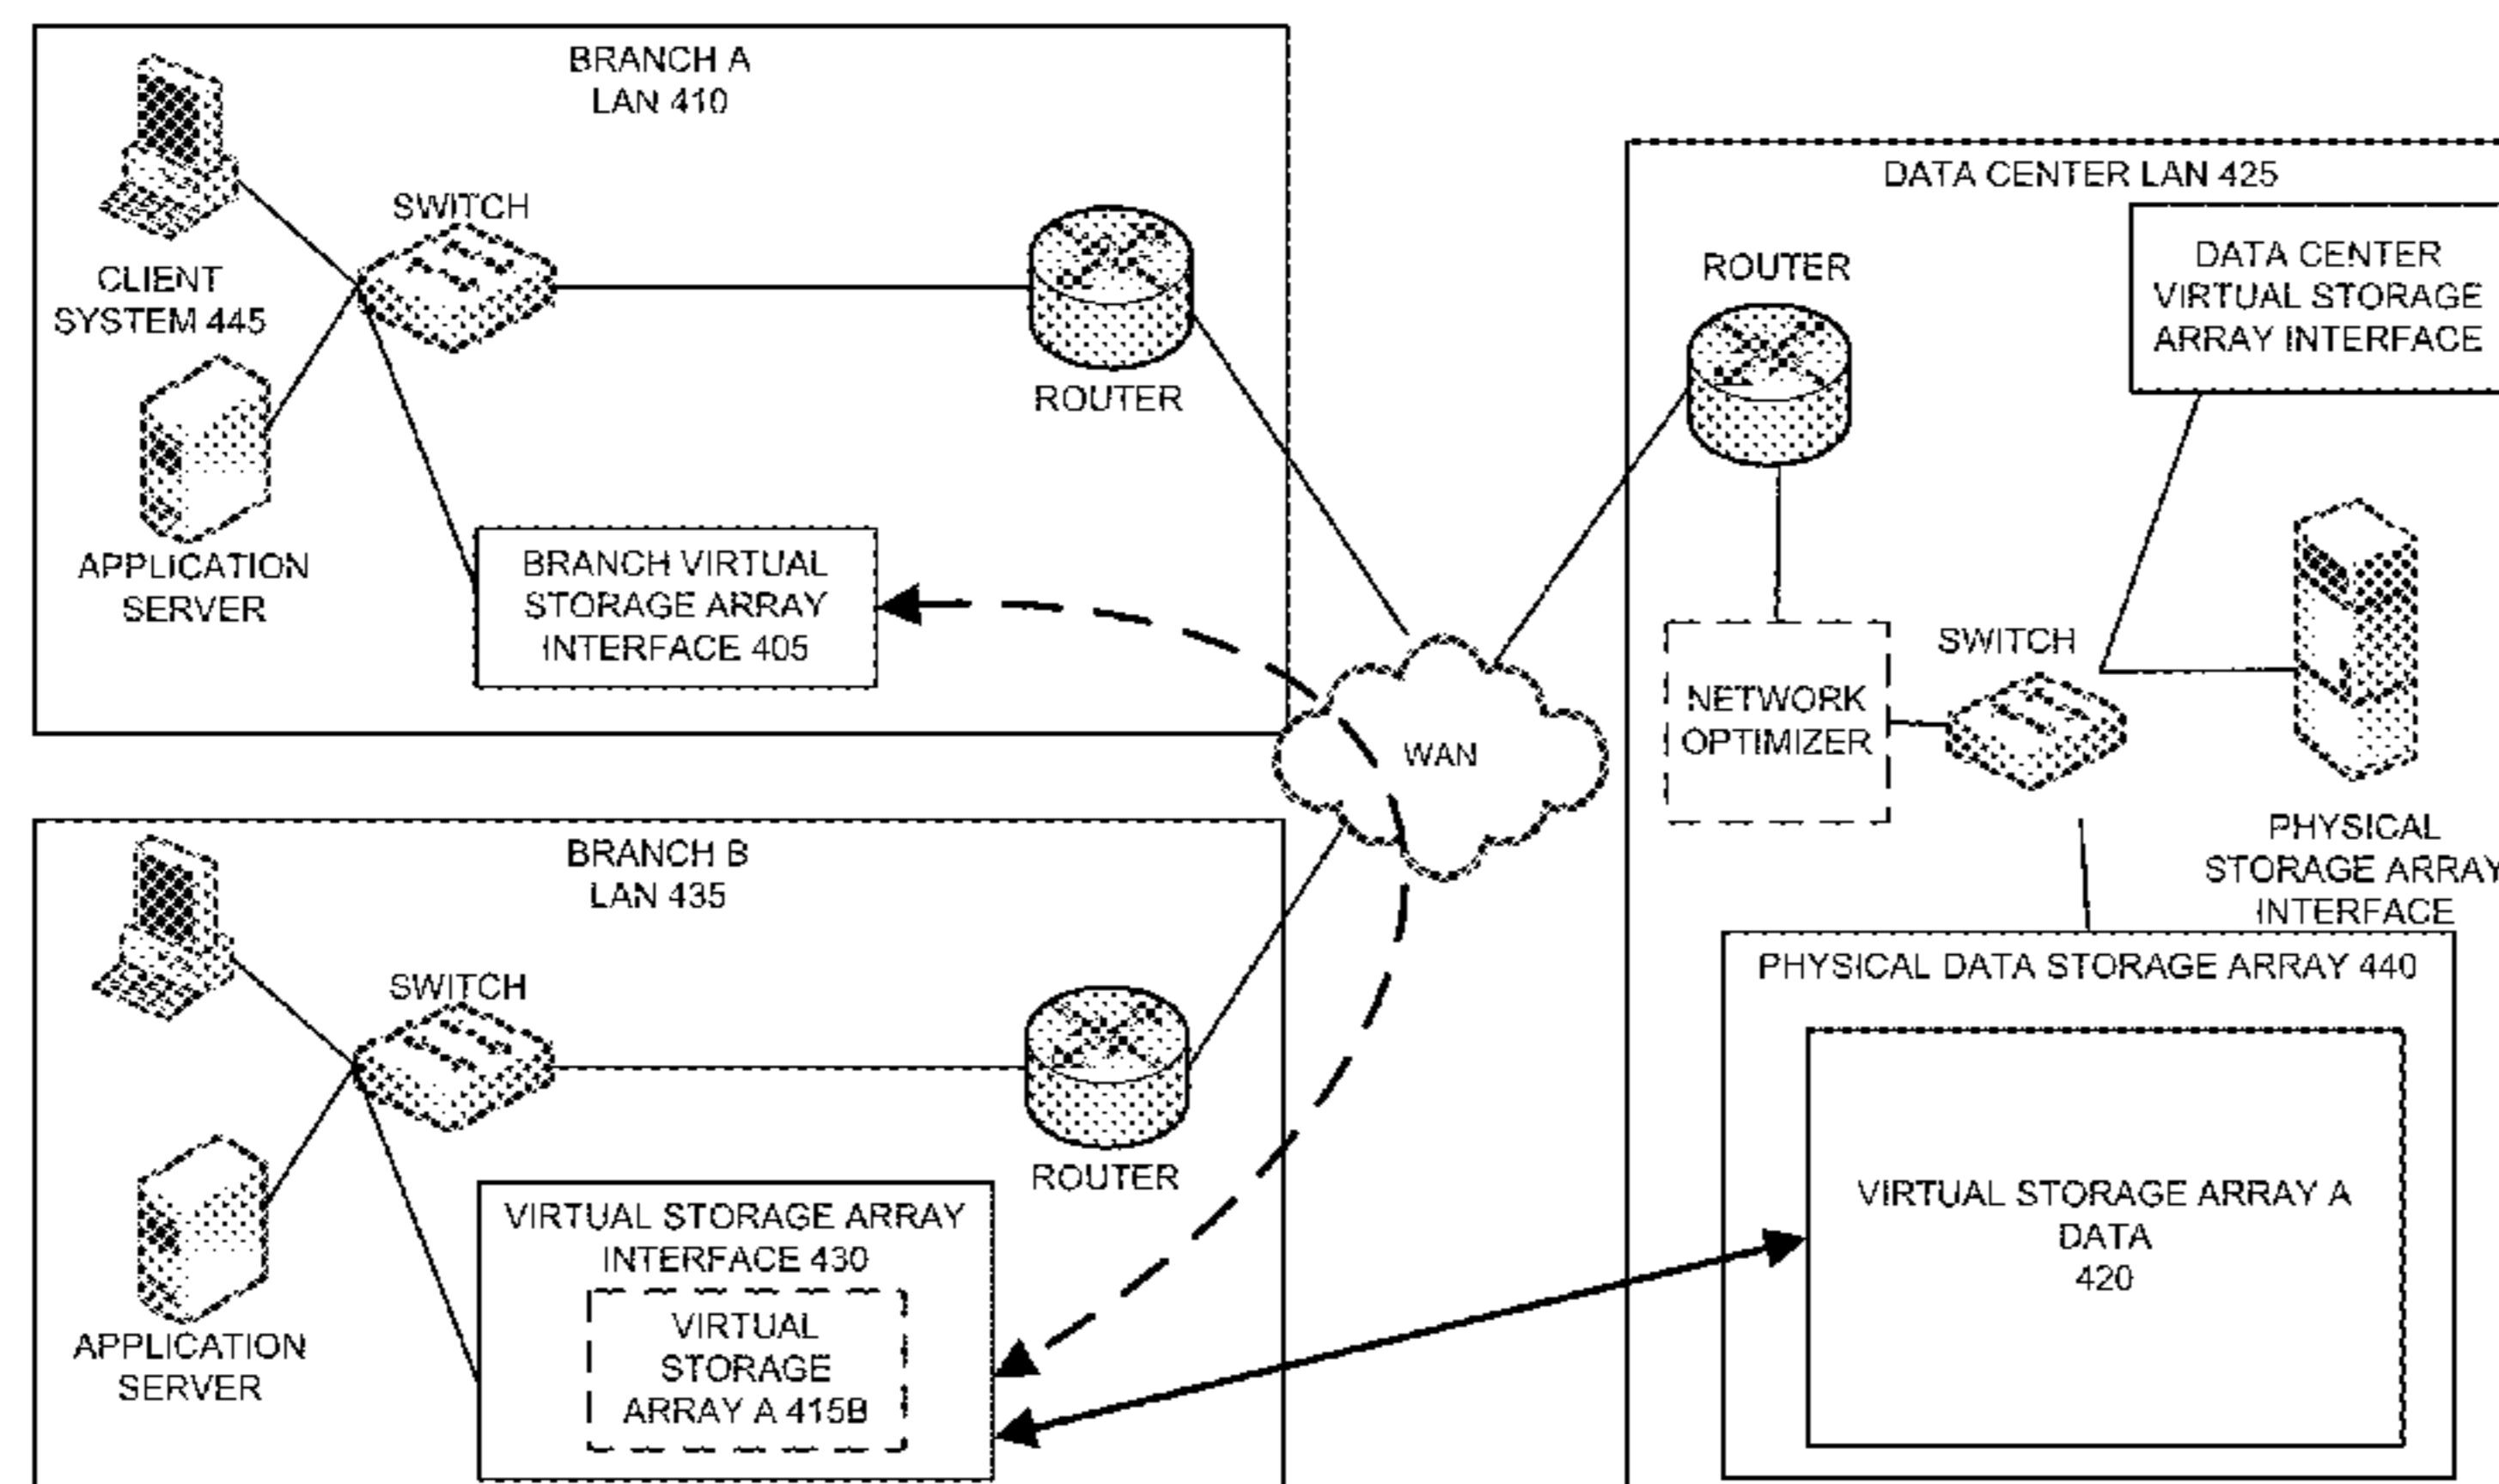 BRANCH A
LAN 410
SWITCH
CLIENT
SYSTEM 445
ROUTER
APPLICATION
SERVER
BRANCH VIRTUAL
STORAGE ARRAY
INTERFACE 405
WAN
DATA CENTER LAN 425
ROUTER
DATA CENTER
VIRTUAL STORAGE
ARRAY INTERFACE
NETWORK
OPTIMIZER
SWITCH
PHYSICAL
STORAGE ARRAY
INTERFACE
PHYSICAL DATA STORAGE ARRAY 440
VIRTUAL STORAGE ARRAY A
DATA
420
BRANCH B
LAN 435
SWITCH
ROUTER
APPLICATION
SERVER
VIRTUAL STORAGE ARRAY
INTERFACE 430
VIRTUAL
STORAGE
ARRAY A 415B